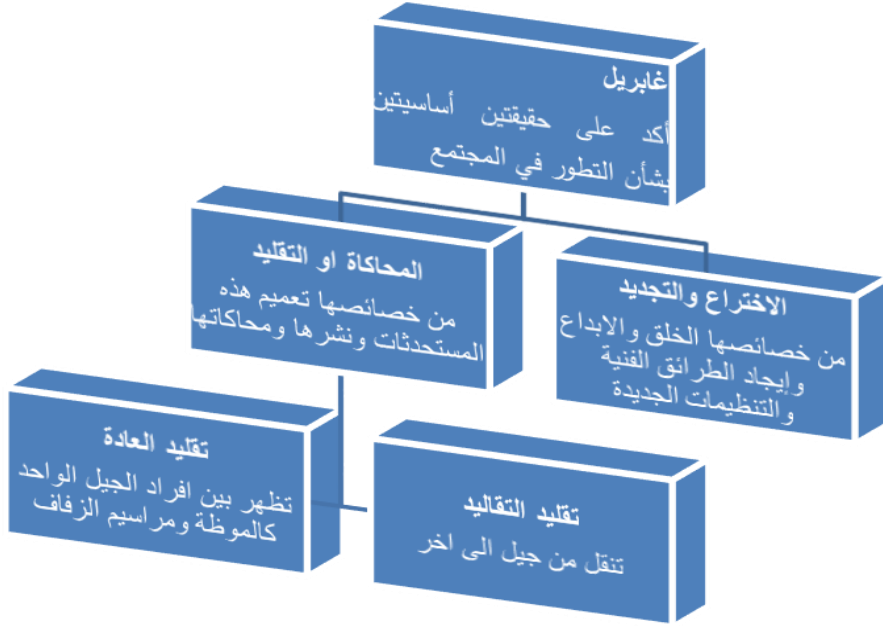 غابريل
أكد على حقيقتين أساسيتين
بشأن التطور في المجتمع
الاختراع والتجديد
من خصائصها الخلق والابداع
وإيجاد الطرائق الفنية
والتنظيمات الجديدة
المحاكاة او التقليد
من خصائصها تعميم هذه
المستحدثات ونشرها ومحاكاتها
تقليد التقاليد
تنقل من جيل الى اخر
تقليد العادة
تظهر بين افراد الجيل الواحد
كالموظة ومراسيم الزفاف